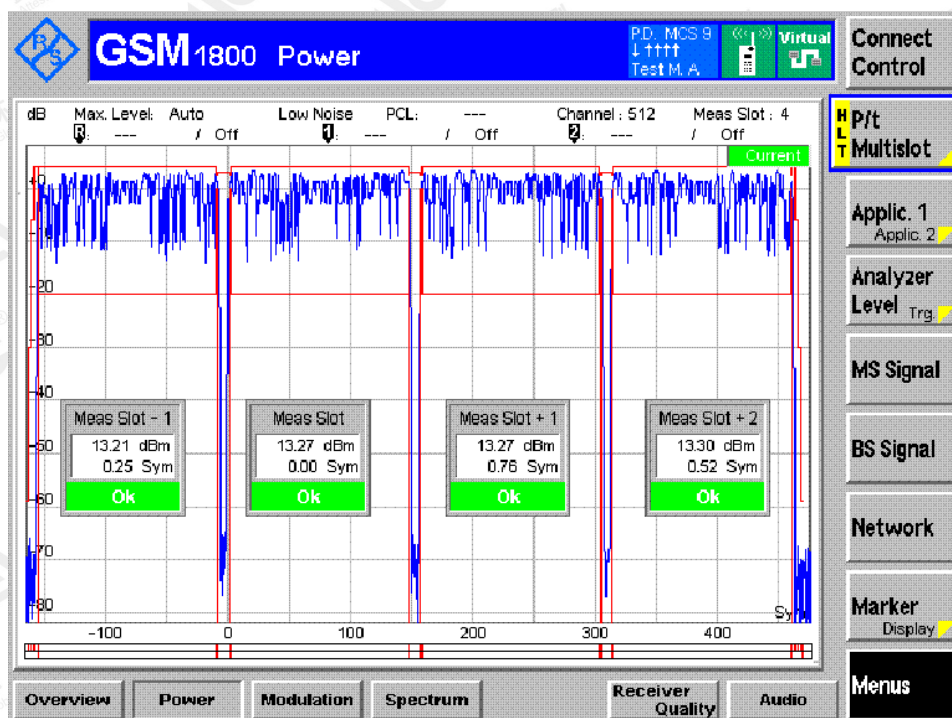 R/S
GSM 1800 Power
P.D. MCS 9
↓↑↑↑↑
Test M. A.
Virtual
Connect Control
dB Max. Level: Auto Low Noise PCL: --- Channel : 512 Meas Slot : 4
R: --- / Off 1: --- / Off 2: --- / Off
Current
HLT
P/t Multislot
Applic. 1
Applic. 2
Analyzer
Level Trg.
MS Signal
BS Signal
Network
Marker
Display
Menus
+0
-10
-20
-30
-40
-50
-60
-70
-80
Meas Slot - 1
13.21 dBm
0.25 Sym
Ok
Meas Slot
13.27 dBm
0.00 Sym
Ok
Meas Slot + 1
13.27 dBm
0.76 Sym
Ok
Meas Slot + 2
13.30 dBm
0.52 Sym
Ok
-100 0 100 200 300 400
Overview Power Modulation Spectrum Receiver Quality Audio